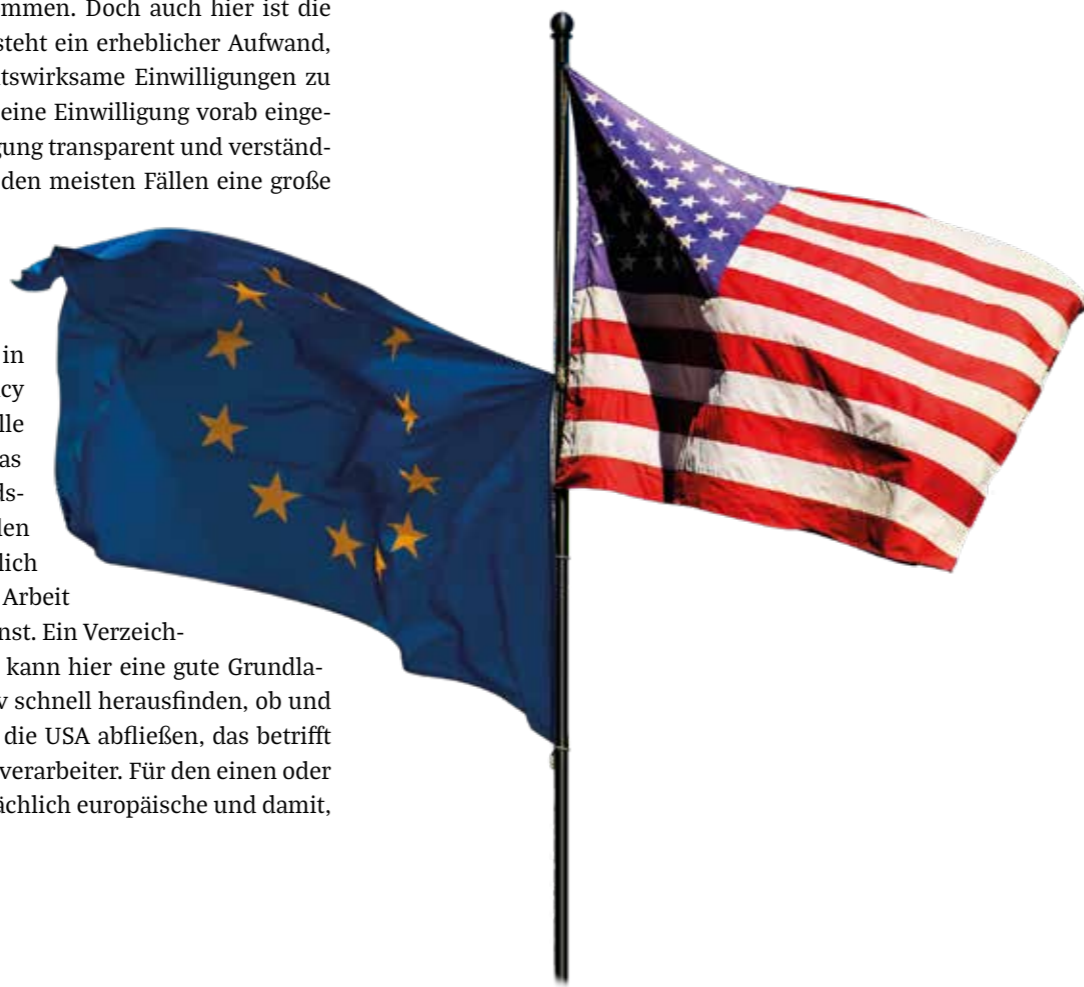 mmen. Doch auch hier ist die
steht ein erheblicher Aufwand,
tswirksame Einwilligungen zu
eine Einwilligung vorab einge-
gung transparent und verständ-
den meisten Fällen eine große
in
cy
lle
as
ds-
len
lich
Arbeit
nst. Ein Verzeich-
kann hier eine gute Grundla-
v schnell herausfinden, ob und
die USA abfließen, das betrifft
verarbeiter. Für den einen oder
ächlich europäische und damit,